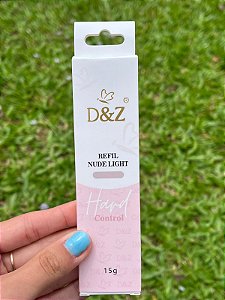 D&Z®
REFIL
NUDE LIGHT
Hard
Control
15g